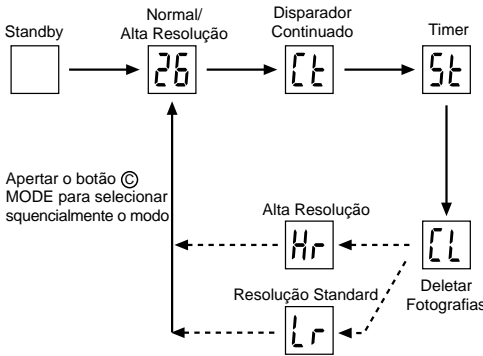 Standby
Normal/
Alta Resolução
Disparador
Continuado
Timer
26
Ct
St
Apertar o botão Ⓒ
MODE para selecionar
squencialmente o modo
Alta Resolução
Hr
CL
Deletar
Fotografias
Resolução Standard
Lr